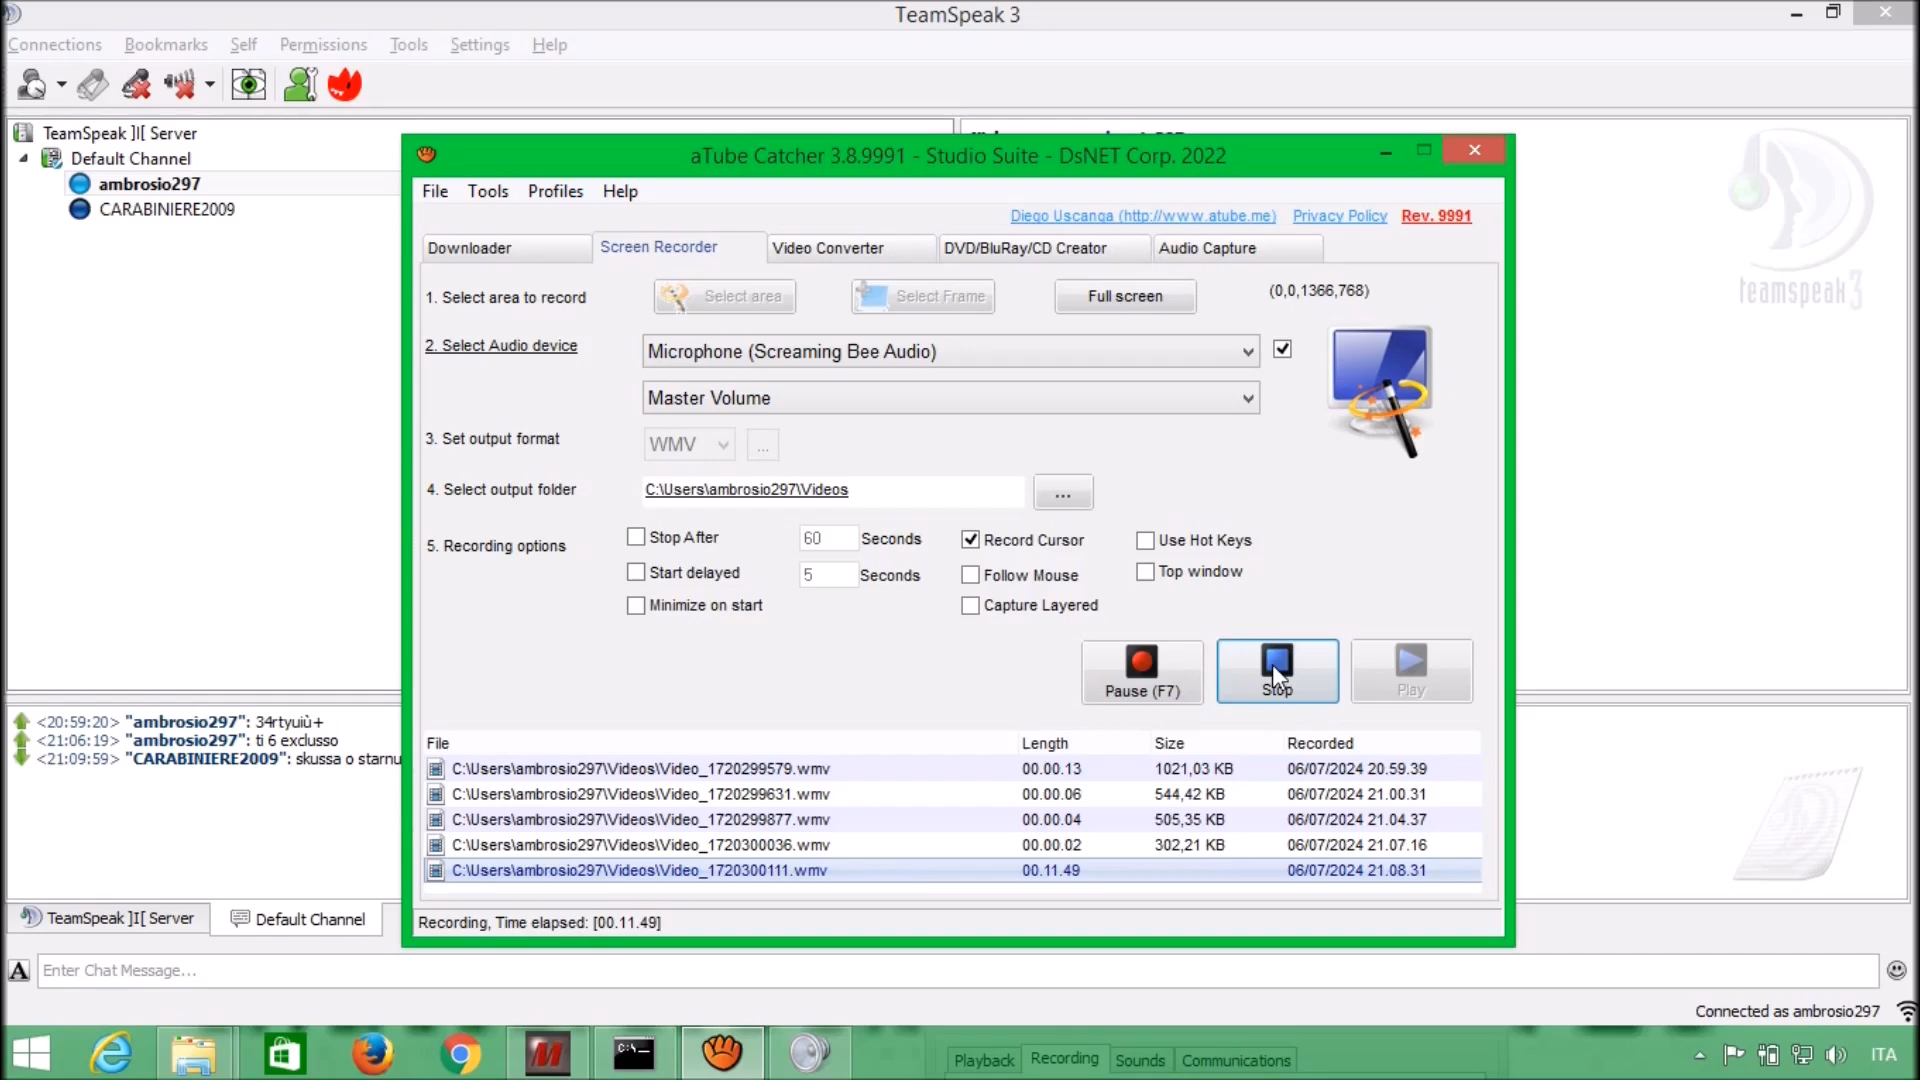 TeamSpeak 3
Connections Bookmarks Self Permissions Tools Settings Help
TeamSpeak ]I[ Server
Default Channel
ambrosio297
CARABINIERE2009
teamspeak3
aTube Catcher 3.8.9991 - Studio Suite - DsNET Corp. 2022
File Tools Profiles Help
Diego Uscanga (http://www.atube.me) Privacy Policy Rev. 9991
Downloader Screen Recorder Video Converter DVD/BluRay/CD Creator Audio Capture
1. Select area to record Select area Select Frame Full screen (0,0,1366,768)
2. Select Audio device Microphone (Screaming Bee Audio)
Master Volume
3. Set output format WMV ...
4. Select output folder C:\Users\ambrosio297\Videos ...
5. Recording options
Stop After 60 Seconds Record Cursor Use Hot Keys
Start delayed 5 Seconds Follow Mouse Top window
Minimize on start Capture Layered
Pause (F7) Stop Play
File Length Size Recorded
C:\Users\ambrosio297\Videos\Video_1720299579.wmv 00.00.13 1021,03 KB 06/07/2024 20.59.39
C:\Users\ambrosio297\Videos\Video_1720299631.wmv 00.00.06 544,42 KB 06/07/2024 21.00.31
C:\Users\ambrosio297\Videos\Video_1720299877.wmv 00.00.04 505,35 KB 06/07/2024 21.04.37
C:\Users\ambrosio297\Videos\Video_1720300036.wmv 00.00.02 302,21 KB 06/07/2024 21.07.16
C:\Users\ambrosio297\Videos\Video_1720300111.wmv 00.11.49 06/07/2024 21.08.31
Recording, Time elapsed: [00.11.49]
<20:59:20> "ambrosio297": 34rtyuiù+
<21:06:19> "ambrosio297": ti 6 exclusso
<21:09:59> "CARABINIERE2009": skussa o starnu
TeamSpeak ]I[ Server Default Channel
A Enter Chat Message...
Connected as ambrosio297
C:\_
Playback Recording Sounds Communications
ITA